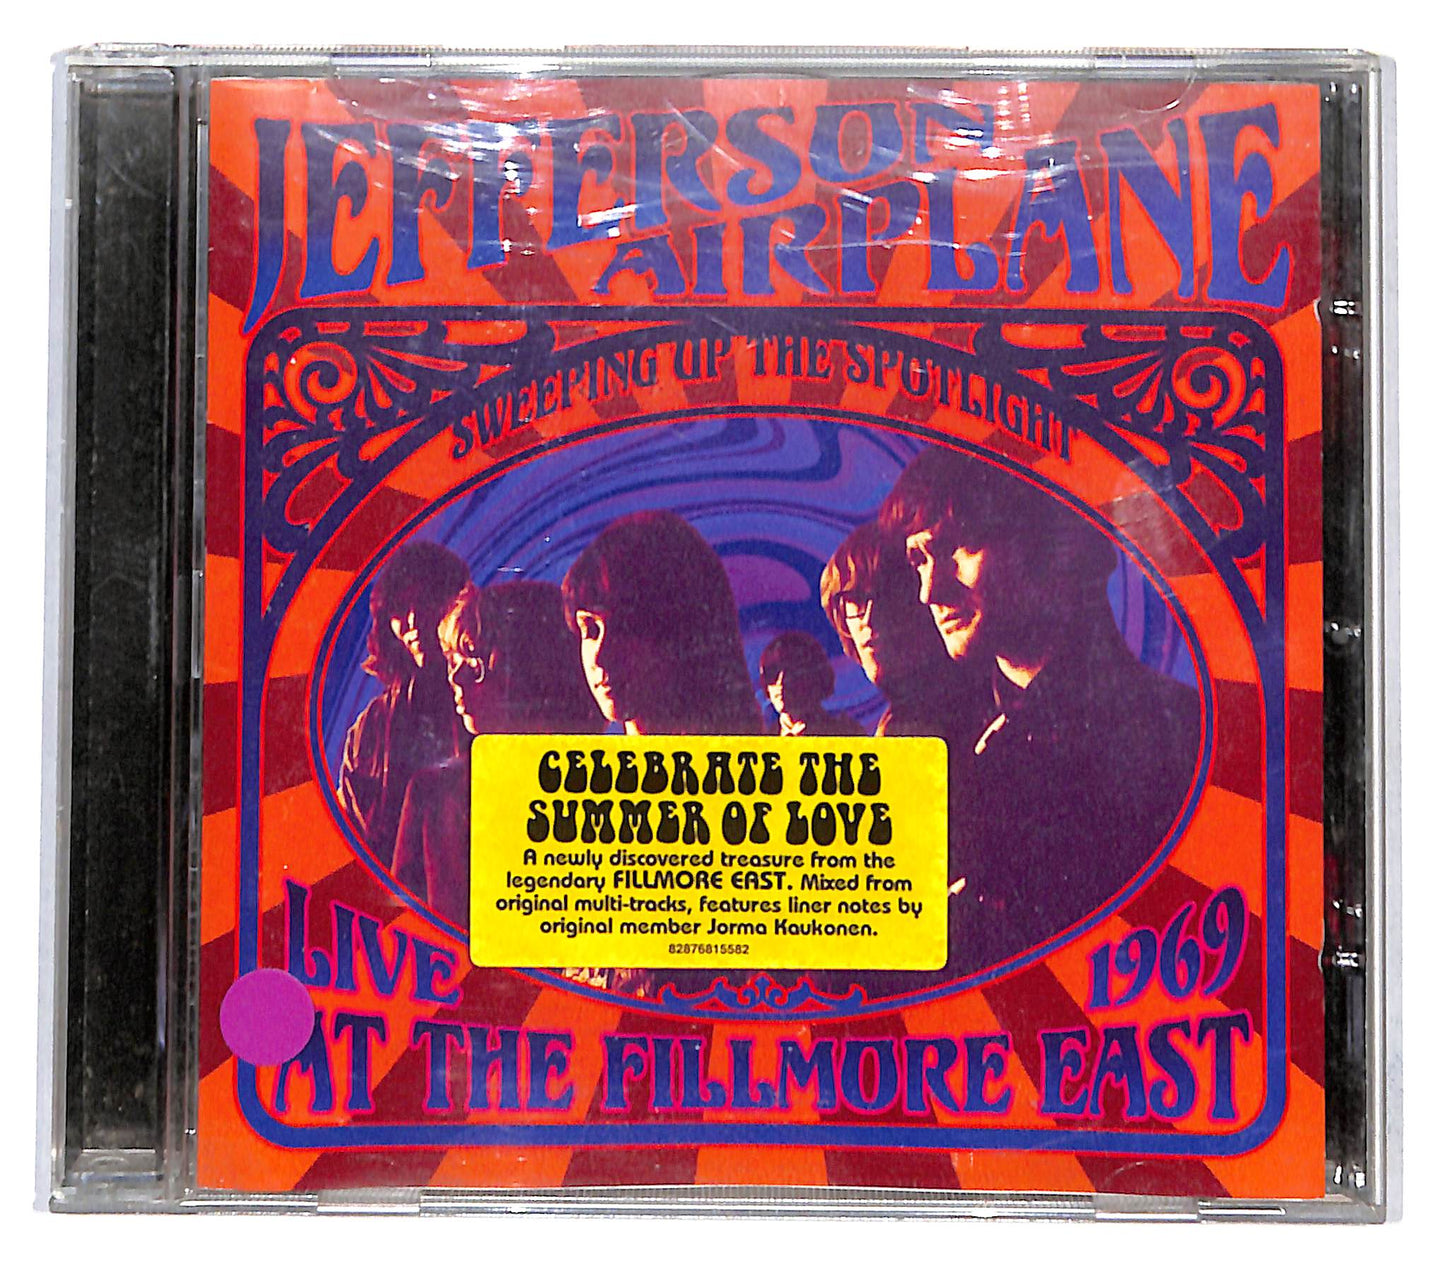 JEFFERSON
AIRPLANE
SWEEPING UP THE SPOTLIGHT
CELEBRATE THE
SUMMER OF LOVE
A newly discovered treasure from the
legendary FILLMORE EAST. Mixed from
original multi-tracks, features liner notes by
original member Jorma Kaukonen.
82876815582
LIVE 1969
AT THE FILLMORE EAST